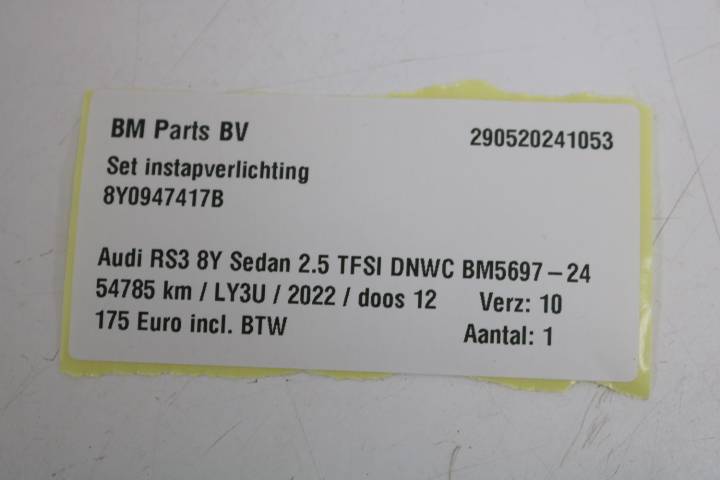 BM Parts BV 290520241053
Set instapverlichting
8Y0947417B
Audi RS3 8Y Sedan 2.5 TFSI DNWC BM5697-24
54785 km / LY3U / 2022 / doos 12 Verz: 10
175 Euro incl. BTW Aantal: 1